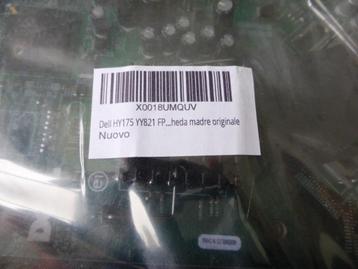 X0018UMQUV
Dell HY175 YY821 FP...heda madre originale
Nuovo